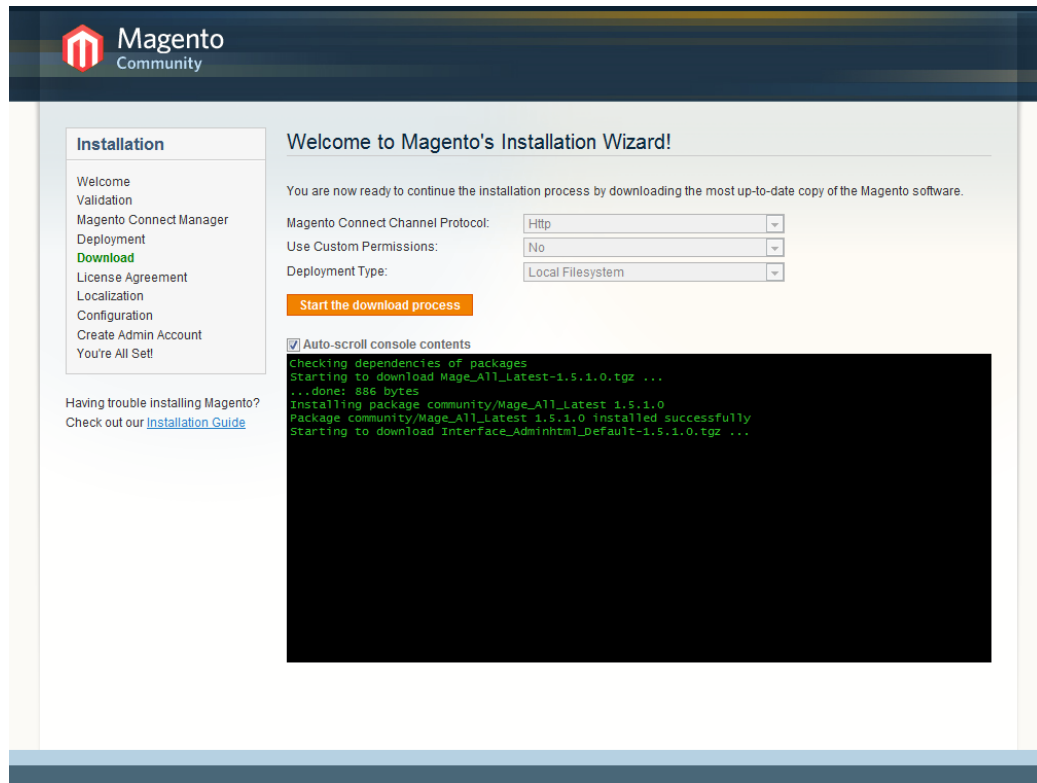 Magento
Community
Installation
Welcome
Validation
Magento Connect Manager
Deployment
Download
License Agreement
Localization
Configuration
Create Admin Account
You're All Set!
Having trouble installing Magento?
Check out our Installation Guide
Welcome to Magento's Installation Wizard!
You are now ready to continue the installation process by downloading the most up-to-date copy of the Magento software.
Magento Connect Channel Protocol: Http
Use Custom Permissions: No
Deployment Type: Local Filesystem
Start the download process
Auto-scroll console contents
Checking dependencies of packages
Starting to download Mage_All_Latest-1.5.1.0.tgz ...
...done: 886 bytes
Installing package community/Mage_All_Latest 1.5.1.0
Package community/Mage_All_Latest 1.5.1.0 installed successfully
Starting to download Interface_Adminhtml_Default-1.5.1.0.tgz ...